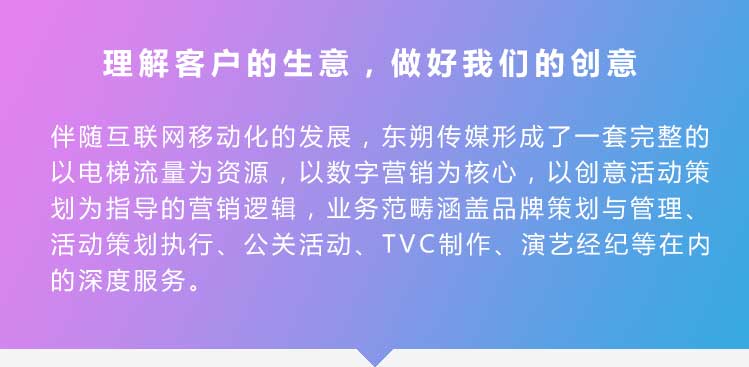 理解客户的生意，做好我们的创意
伴随互联网移动化的发展，东朔传媒形成了一套完整的
以电梯流量为资源，以数字营销为核心，以创意活动策
划为指导的营销逻辑，业务范畴涵盖品牌策划与管理、
活动策划执行、公关活动、TVC制作、演艺经纪等在内
的深度服务。